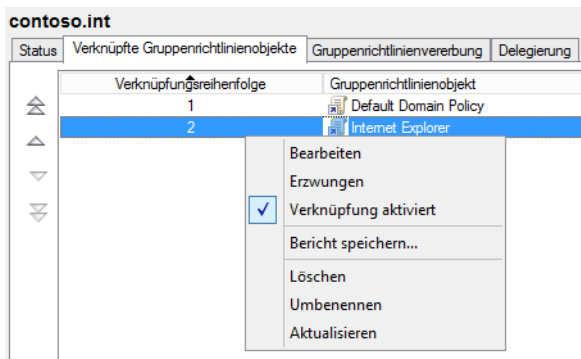 contoso.int
Status Verknüpfte Gruppenrichtlinienobjekte Gruppenrichtlinienvererbung Delegierung
Verknüpfungsreihenfolge Gruppenrichtlinienobjekt
1 Default Domain Policy
2 Internet Explorer
Bearbeiten
Erzwungen
Verknüpfung aktiviert
Bericht speichern...
Löschen
Umbenennen
Aktualisieren